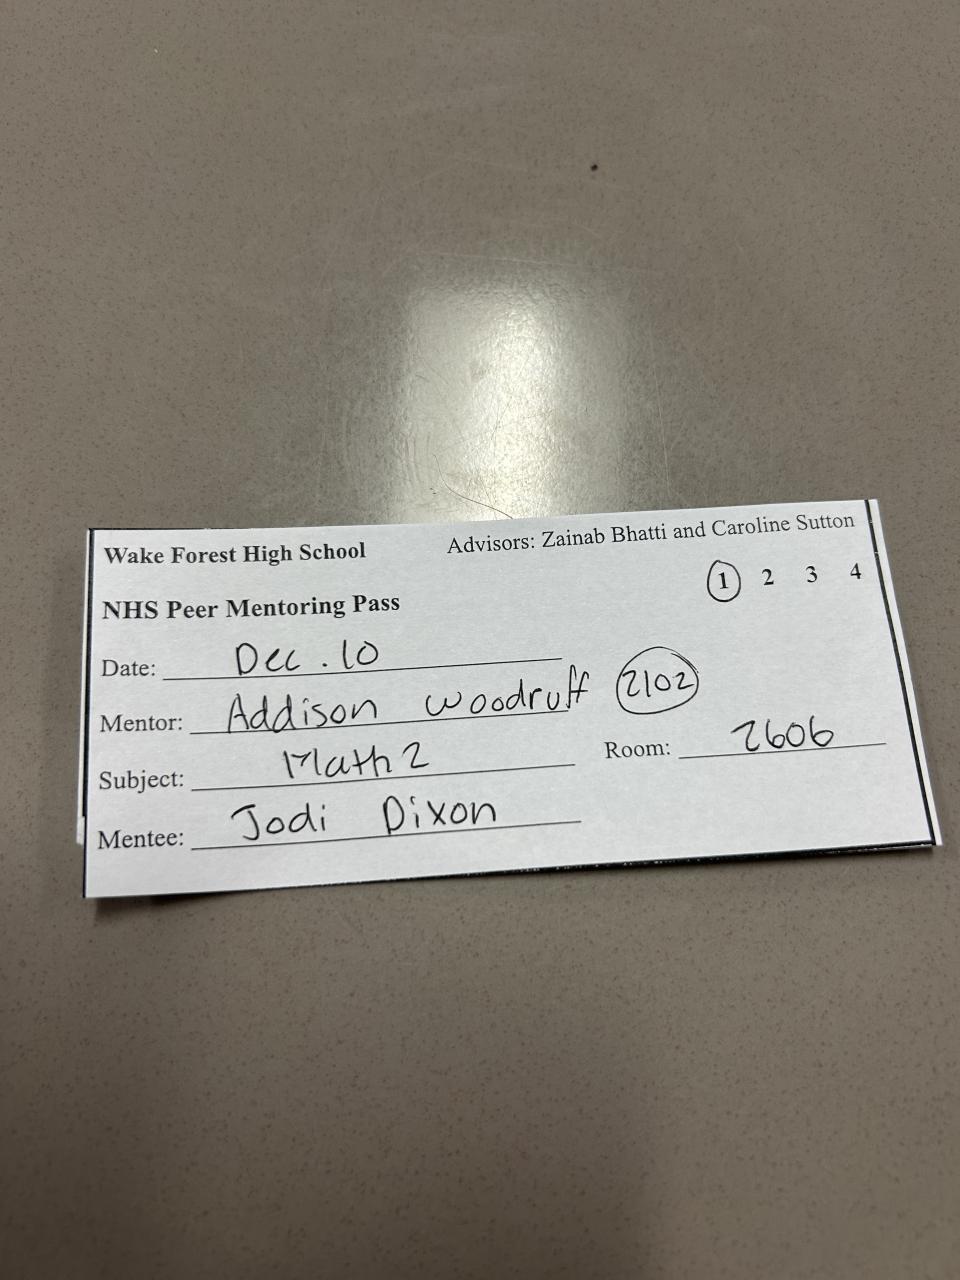 Wake Forest High School Advisors: Zainab Bhatti and Caroline Sutton
1 2 3 4
NHS Peer Mentoring Pass
Date: Dec. 10
Mentor: Addison Woodruff 2102
Subject: Math 2 Room: 2606
Mentee: Jodi Dixon